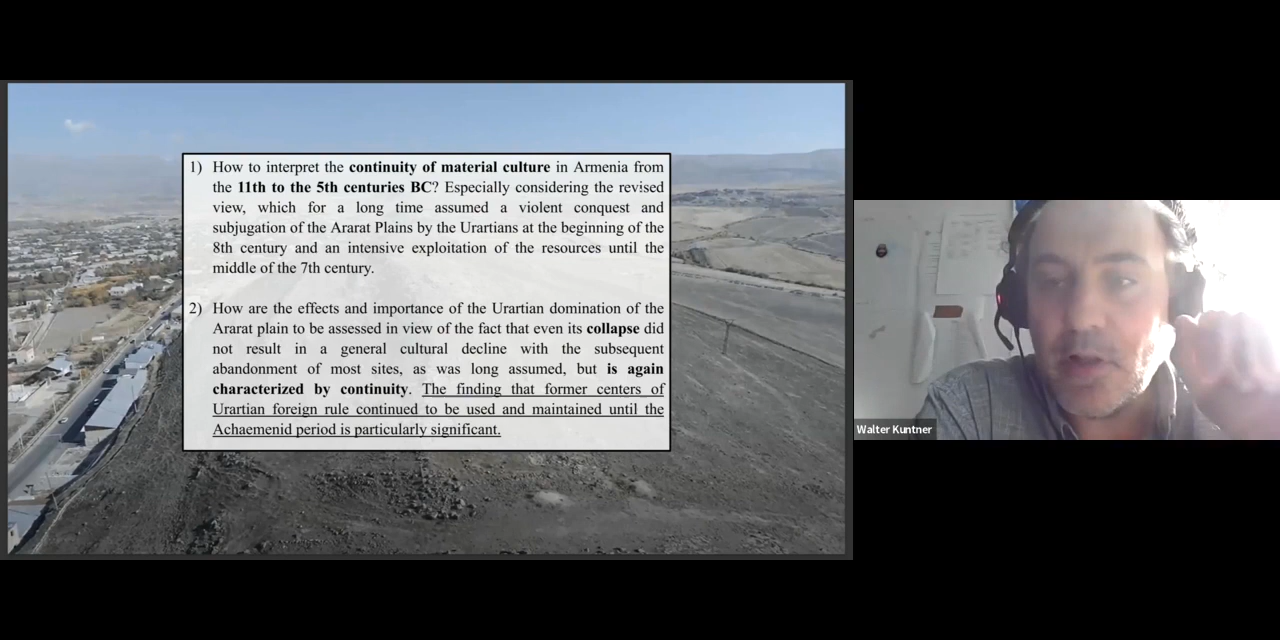 1) How to interpret the continuity of material culture in Armenia from
the 11th to the 5th centuries BC? Especially considering the revised
view, which for a long time assumed a violent conquest and
subjugation of the Ararat Plains by the Urartians at the beginning of the
8th century and an intensive exploitation of the resources until the
middle of the 7th century.
2) How are the effects and importance of the Urartian domination of the
Ararat plain to be assessed in view of the fact that even its collapse did
not result in a general cultural decline with the subsequent
abandonment of most sites, as was long assumed, but is again
characterized by continuity. The finding that former centers of
Urartian foreign rule continued to be used and maintained until the
Achaemenid period is particularly significant.
Walter Kuntner